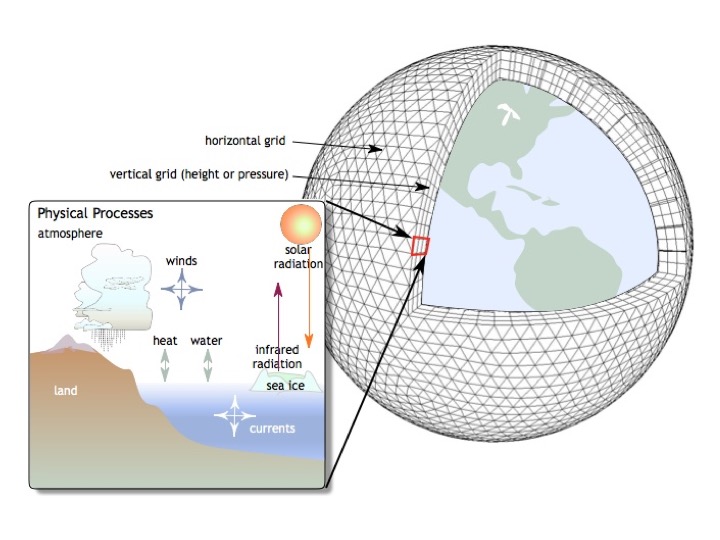 horizontal grid
vertical grid (height or pressure)
Physical Processes
atmosphere
winds
solar
radiation
heat
water
infrared
radiation
sea ice
land
currents